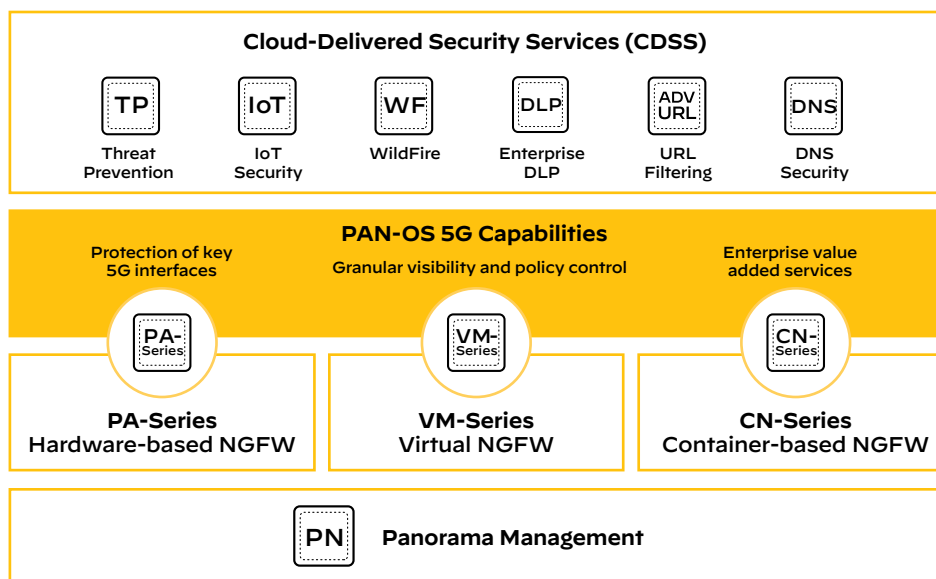 Cloud-Delivered Security Services (CDSS)
TP
IoT
WF
DLP
ADV
URL
DNS
Threat
Prevention
IoT
Security
WildFire
Enterprise
DLP
URL
Filtering
DNS
Security
PAN-OS 5G Capabilities
Protection of key
5G interfaces
Granular visibility and policy control
Enterprise value
added services
PA-
Series
VM-
Series
CN-
Series
PA-Series
Hardware-based NGFW
VM-Series
Virtual NGFW
CN-Series
Container-based NGFW
PN
Panorama Management